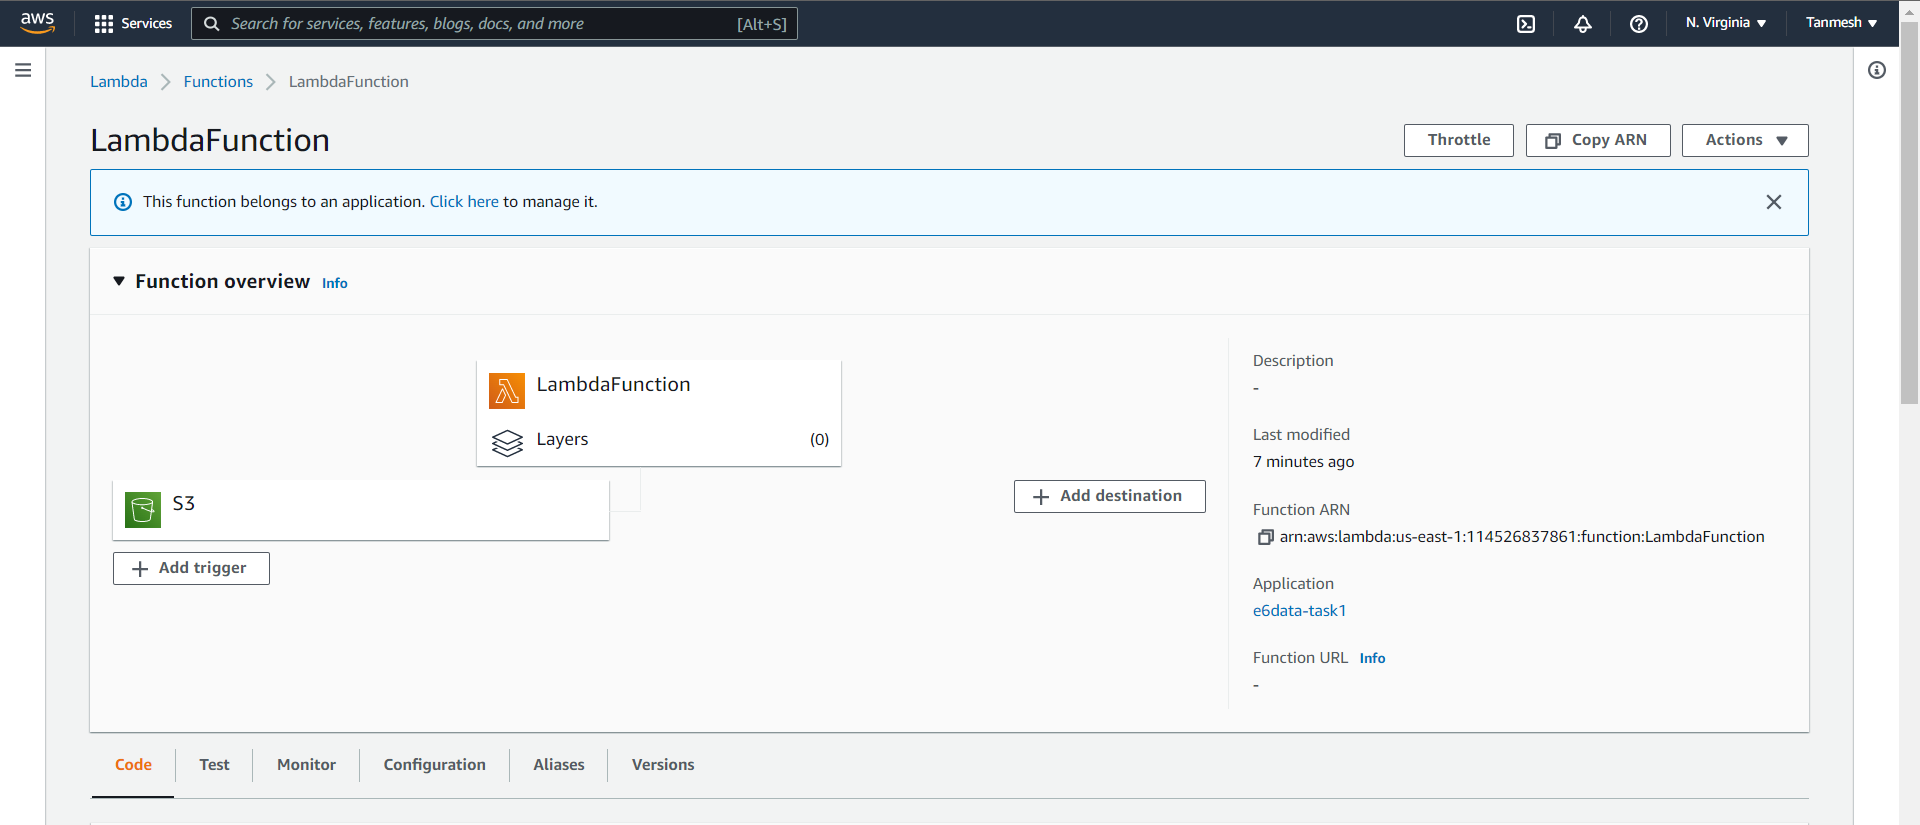 aws
Services
Search for services, features, blogs, docs, and more
[Alt+S]
N. Virginia
Tanmesh
Lambda
Functions
LambdaFunction
LambdaFunction
Throttle
Copy ARN
Actions
This function belongs to an application. Click here to manage it.
Function overview Info
LambdaFunction
Layers
(0)
S3
Add trigger
Add destination
Description
-
Last modified
7 minutes ago
Function ARN
arn:aws:lambda:us-east-1:114526837861:function:LambdaFunction
Application
e6data-task1
Function URL Info
-
Code
Test
Monitor
Configuration
Aliases
Versions